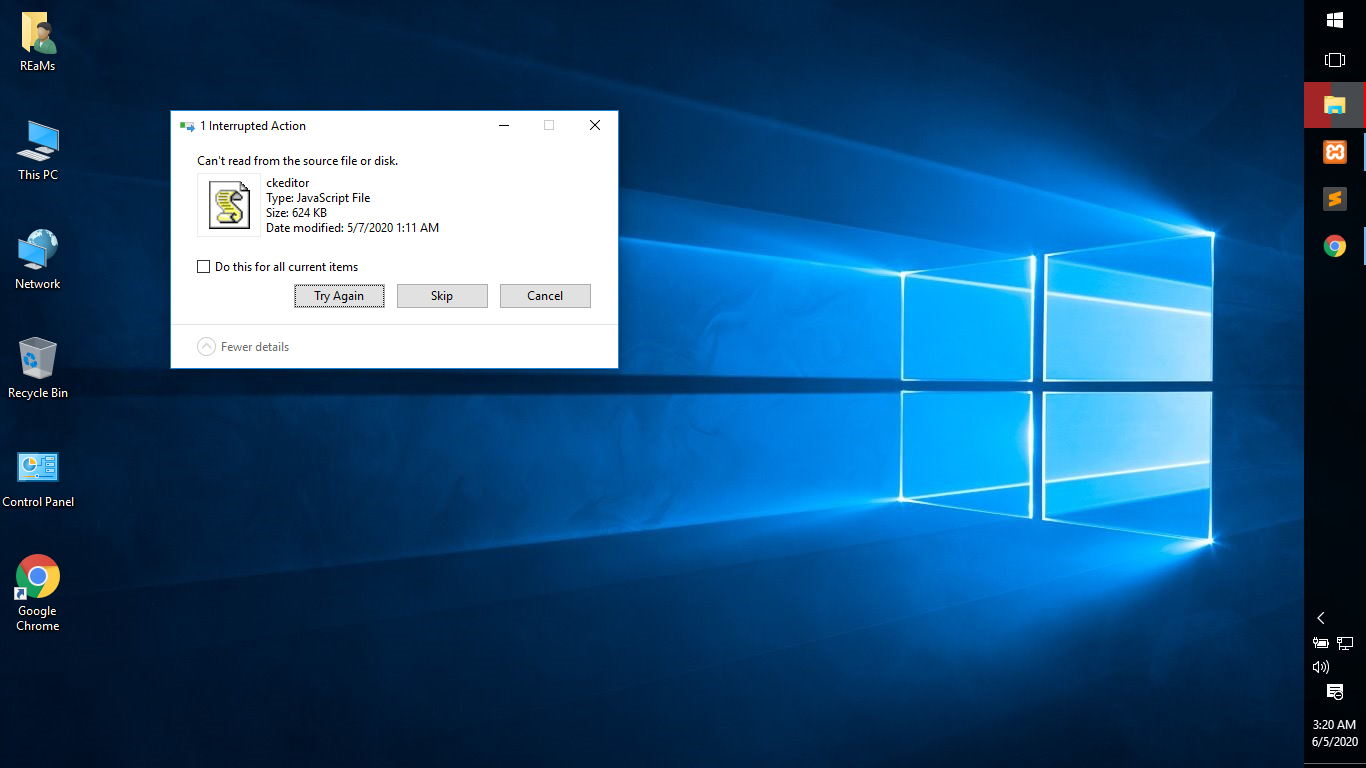 REaMs
This PC
Network
Recycle Bin
Control Panel
Google
Chrome
1 Interrupted Action
Can't read from the source file or disk.
ckeditor
Type: JavaScript File
Size: 624 KB
Date modified: 5/7/2020 1:11 AM
Do this for all current items
Try Again
Skip
Cancel
Fewer details
3:20 AM
6/5/2020